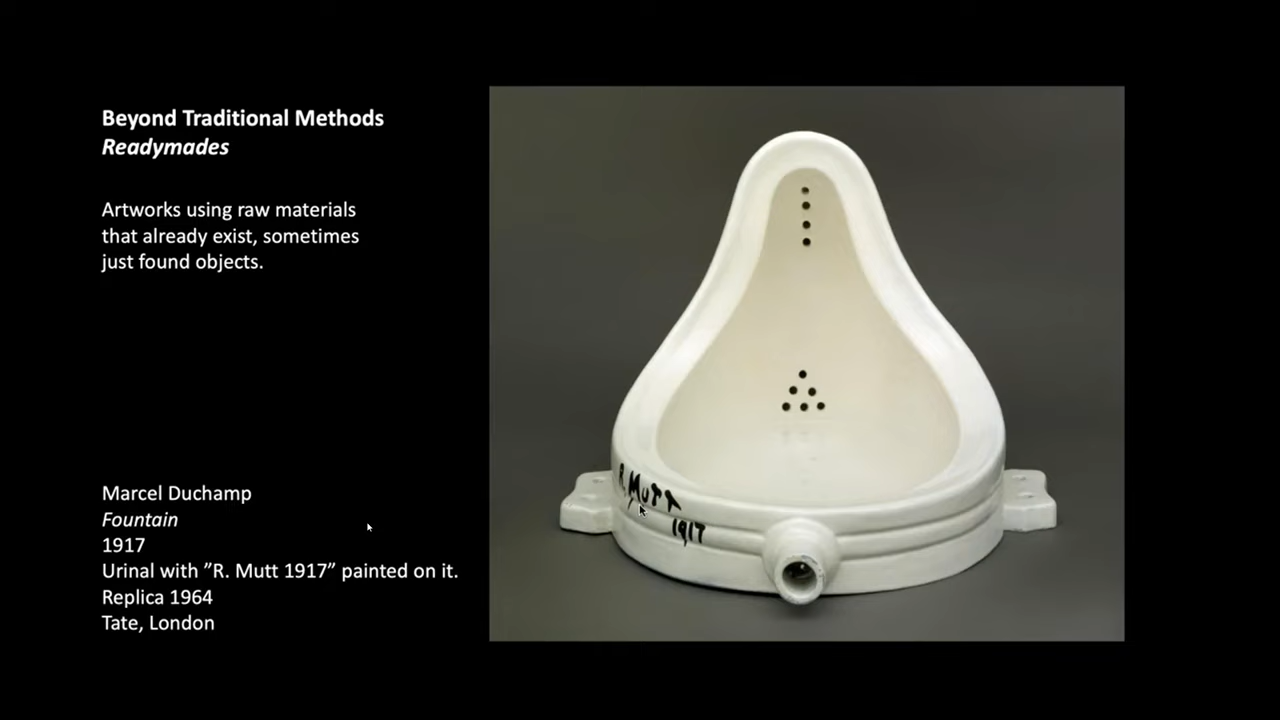 Beyond Traditional Methods
Readymades
Artworks using raw materials
that already exist, sometimes
just found objects.
Marcel Duchamp
Fountain
1917
Urinal with ”R. Mutt 1917” painted on it.
Replica 1964
Tate, London
R. MUTT
1917